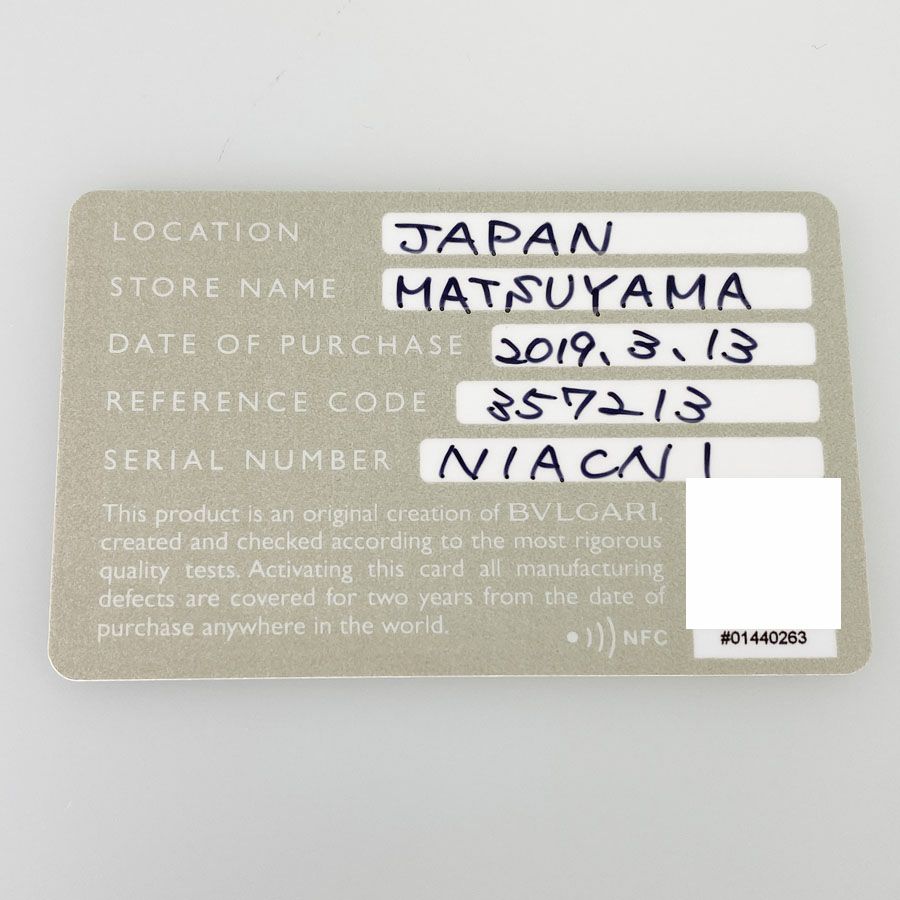 LOCATION JAPAN
STORE NAME MATSUYAMA
DATE OF PURCHASE 2019.3.13
REFERENCE CODE 357213
SERIAL NUMBER NIACN1
This product is an original creation of BVLGARI,
created and checked according to the most rigorous
quality tests. Activating this card all manufacturing
defects are covered for two years from the date of
purchase anywhere in the world.
NFC
#01440263